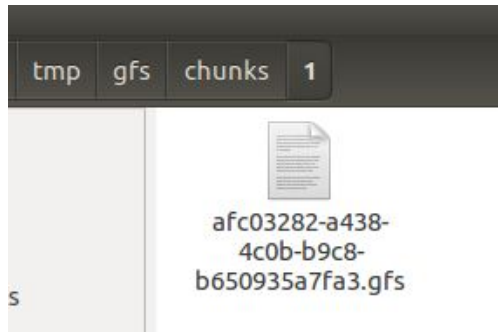 tmp gfs chunks 1
afc03282-a438-
4c0b-b9c8-
b650935a7fa3.gfs
s